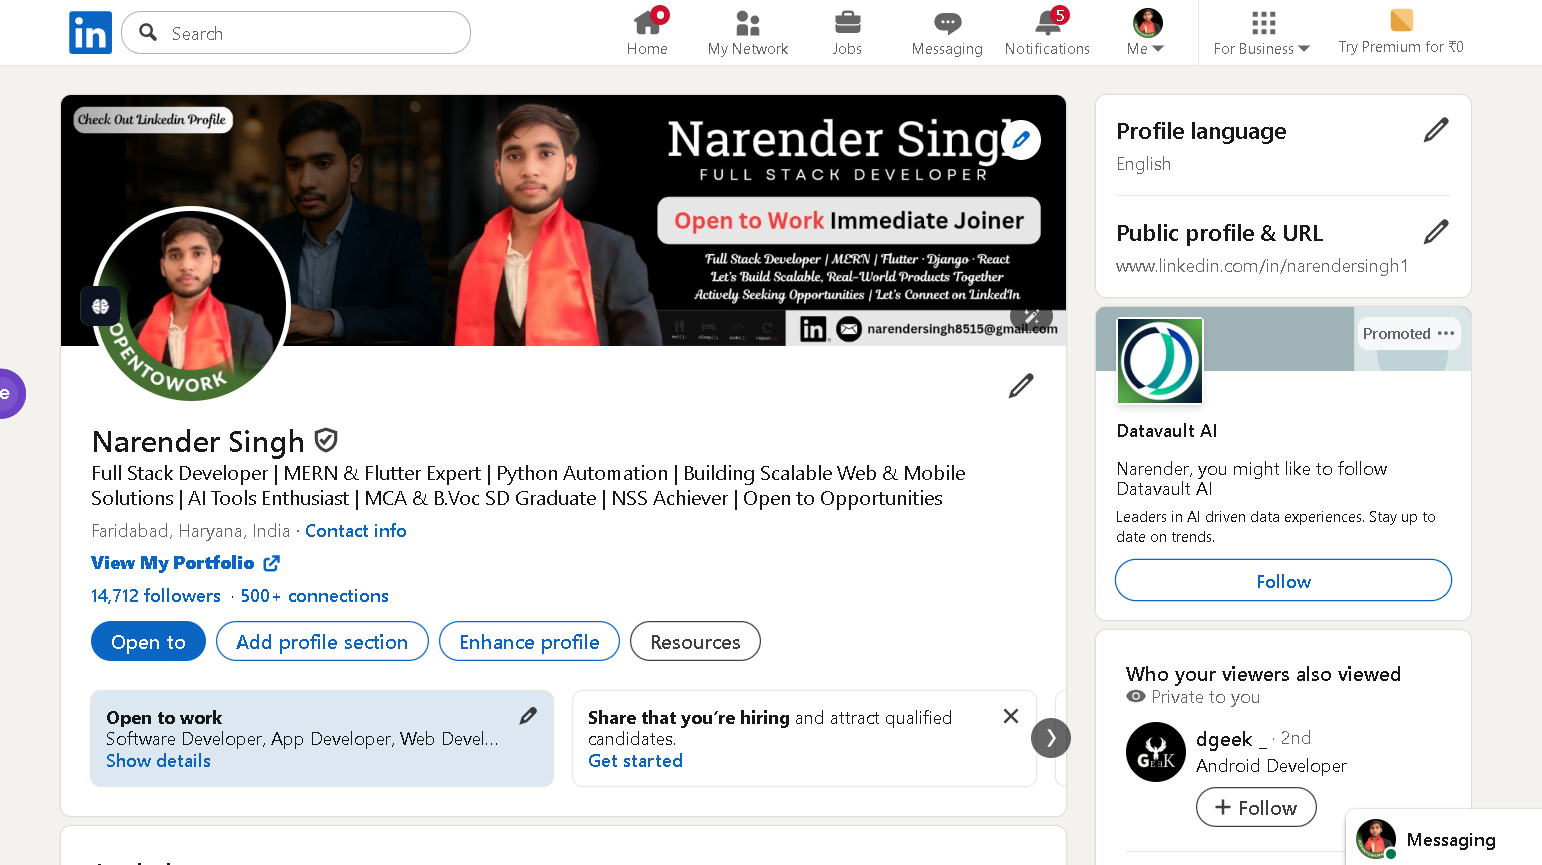 in
Search
Home
My Network
Jobs
Messaging
5
Notifications
Me
For Business
Try Premium for ₹0
Check Out Linkedin Profile
Narender Singh
FULL STACK DEVELOPER
Open to Work Immediate Joiner
Full Stack Developer | MERN | Flutter · Django · React
Let's Build Scalable, Real-World Products Together
Actively Seeking Opportunities | Let's Connect on LinkedIn
in
narendersingh8515@gmail.com
#OPENTOWORK
e
Narender Singh
Full Stack Developer | MERN & Flutter Expert | Python Automation | Building Scalable Web & Mobile
Solutions | AI Tools Enthusiast | MCA & B.Voc SD Graduate | NSS Achiever | Open to Opportunities
Faridabad, Haryana, India · Contact info
View My Portfolio
14,712 followers · 500+ connections
Open to
Add profile section
Enhance profile
Resources
Open to work
Software Developer, App Developer, Web Devel...
Show details
Share that you're hiring and attract qualified
candidates.
Get started
Profile language
English
Public profile & URL
www.linkedin.com/in/narendersingh1
Promoted
Datavault AI
Narender, you might like to follow
Datavault AI
Leaders in AI driven data experiences. Stay up to
date on trends.
Follow
Who your viewers also viewed
Private to you
GEEK
dgeek _ · 2nd
Android Developer
+ Follow
Messaging